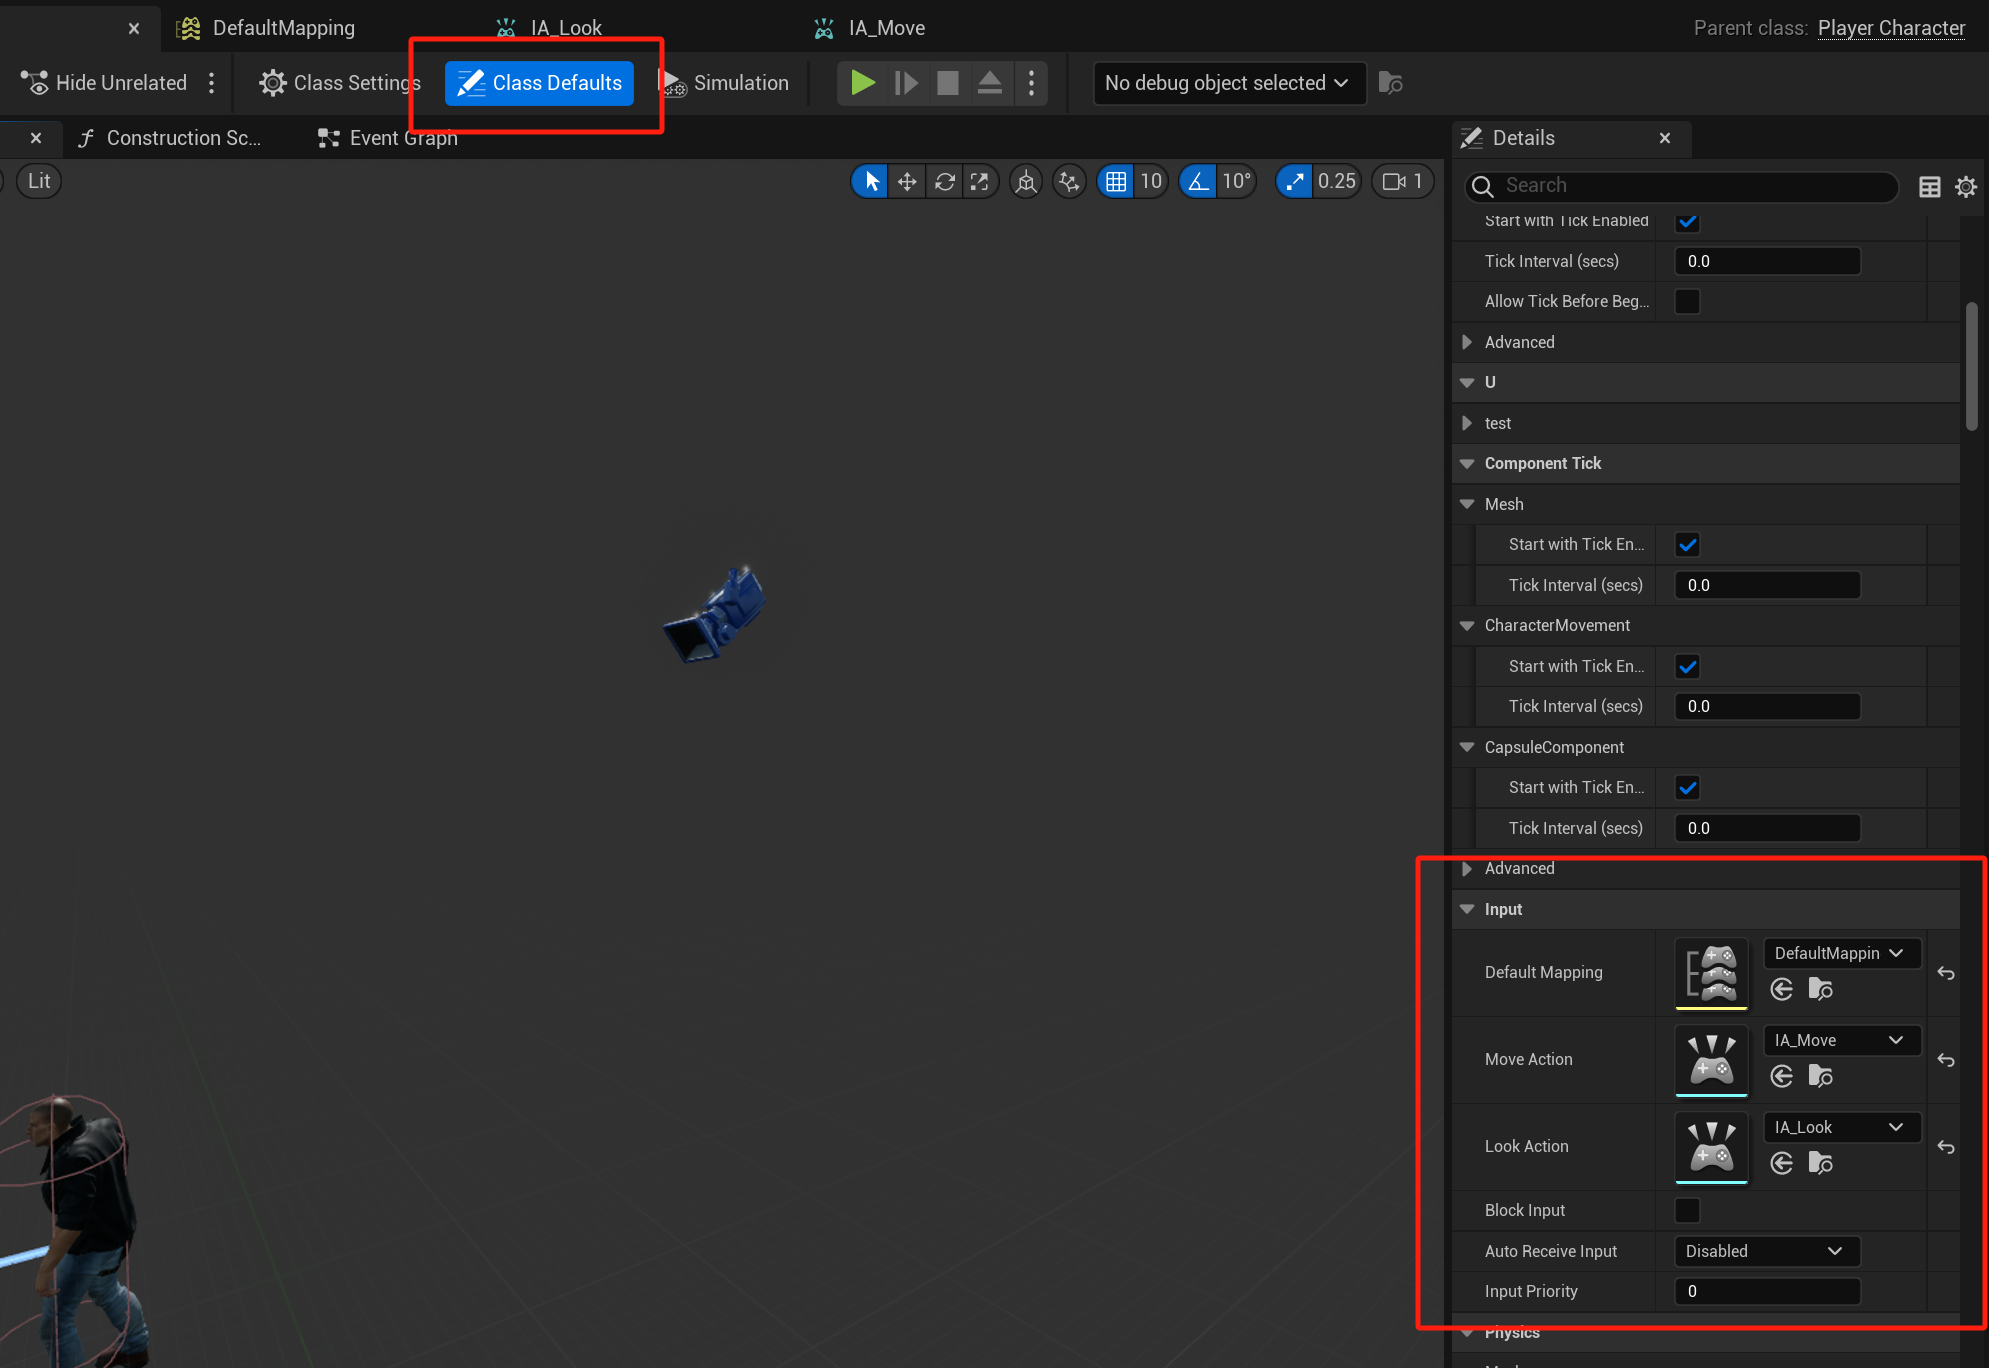 DefaultMapping
IA_Look
IA_Move
Parent class: Player Character
Hide Unrelated
Class Settings
Class Defaults
Simulation
No debug object selected
Construction Sc...
Event Graph
Details
Lit
10
10°
0.25
1
Search
Start with Tick Enabled
Tick Interval (secs)
0.0
Allow Tick Before Beg...
Advanced
U
test
Component Tick
Mesh
Start with Tick En...
Tick Interval (secs)
0.0
CharacterMovement
Start with Tick En...
Tick Interval (secs)
0.0
CapsuleComponent
Start with Tick En...
Tick Interval (secs)
0.0
Advanced
Input
Default Mapping
DefaultMappin
Move Action
IA_Move
Look Action
IA_Look
Block Input
Auto Receive Input
Disabled
Input Priority
0
Physics